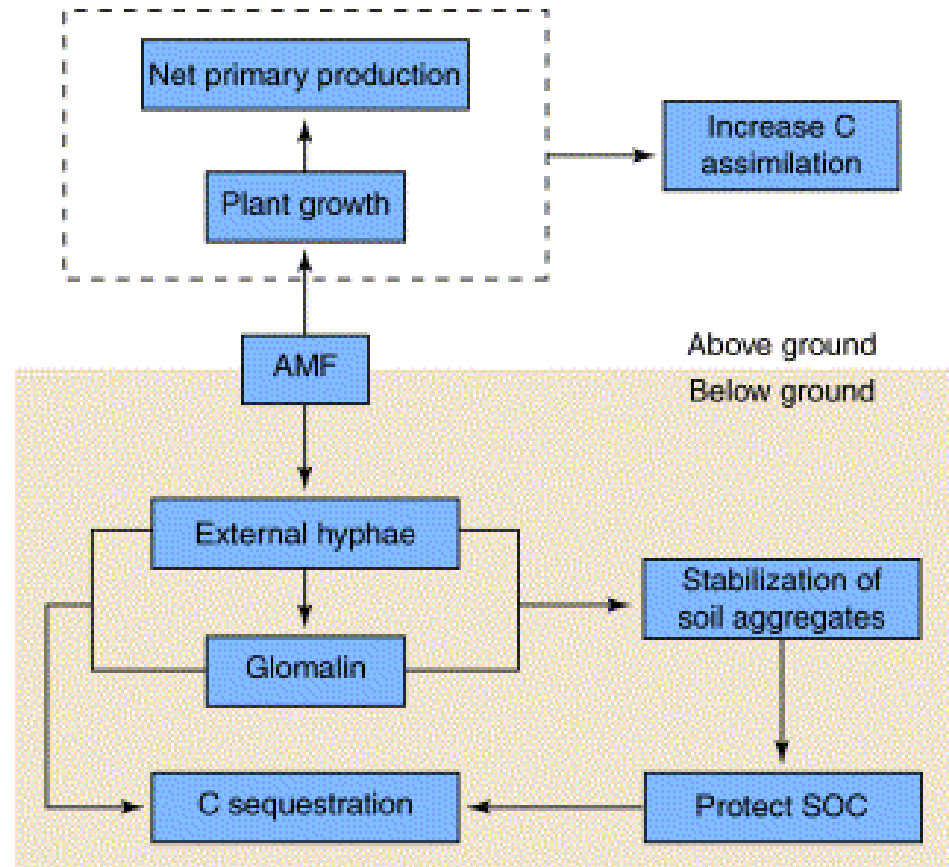 Net primary production
Increase C
assimilation
Plant growth
AMF
Above ground
Below ground
External hyphae
Stabilization of
soil aggregates
Glomalin
C sequestration
Protect SOC